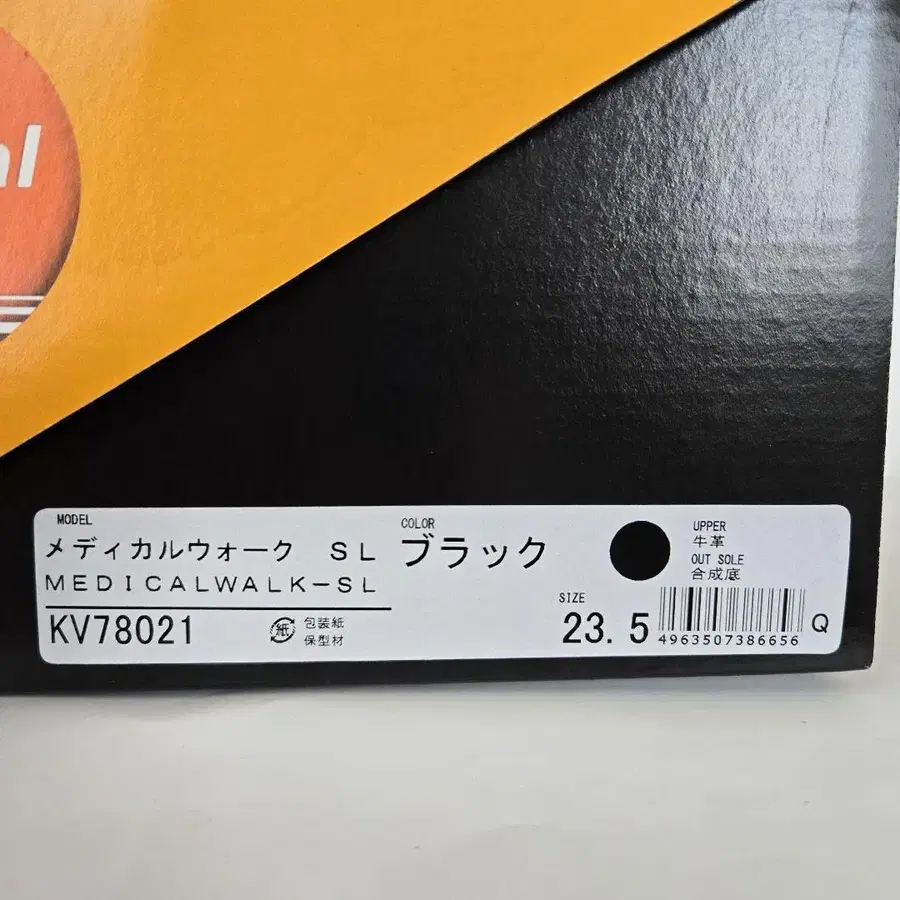 MODEL
メディカルウォーク SL
MEDICALWALK-SL
KV78021
紙
包装紙
保型材
COLOR
ブラック
UPPER
牛革
OUT SOLE
合成底
SIZE
23.5
4963507386656
Q